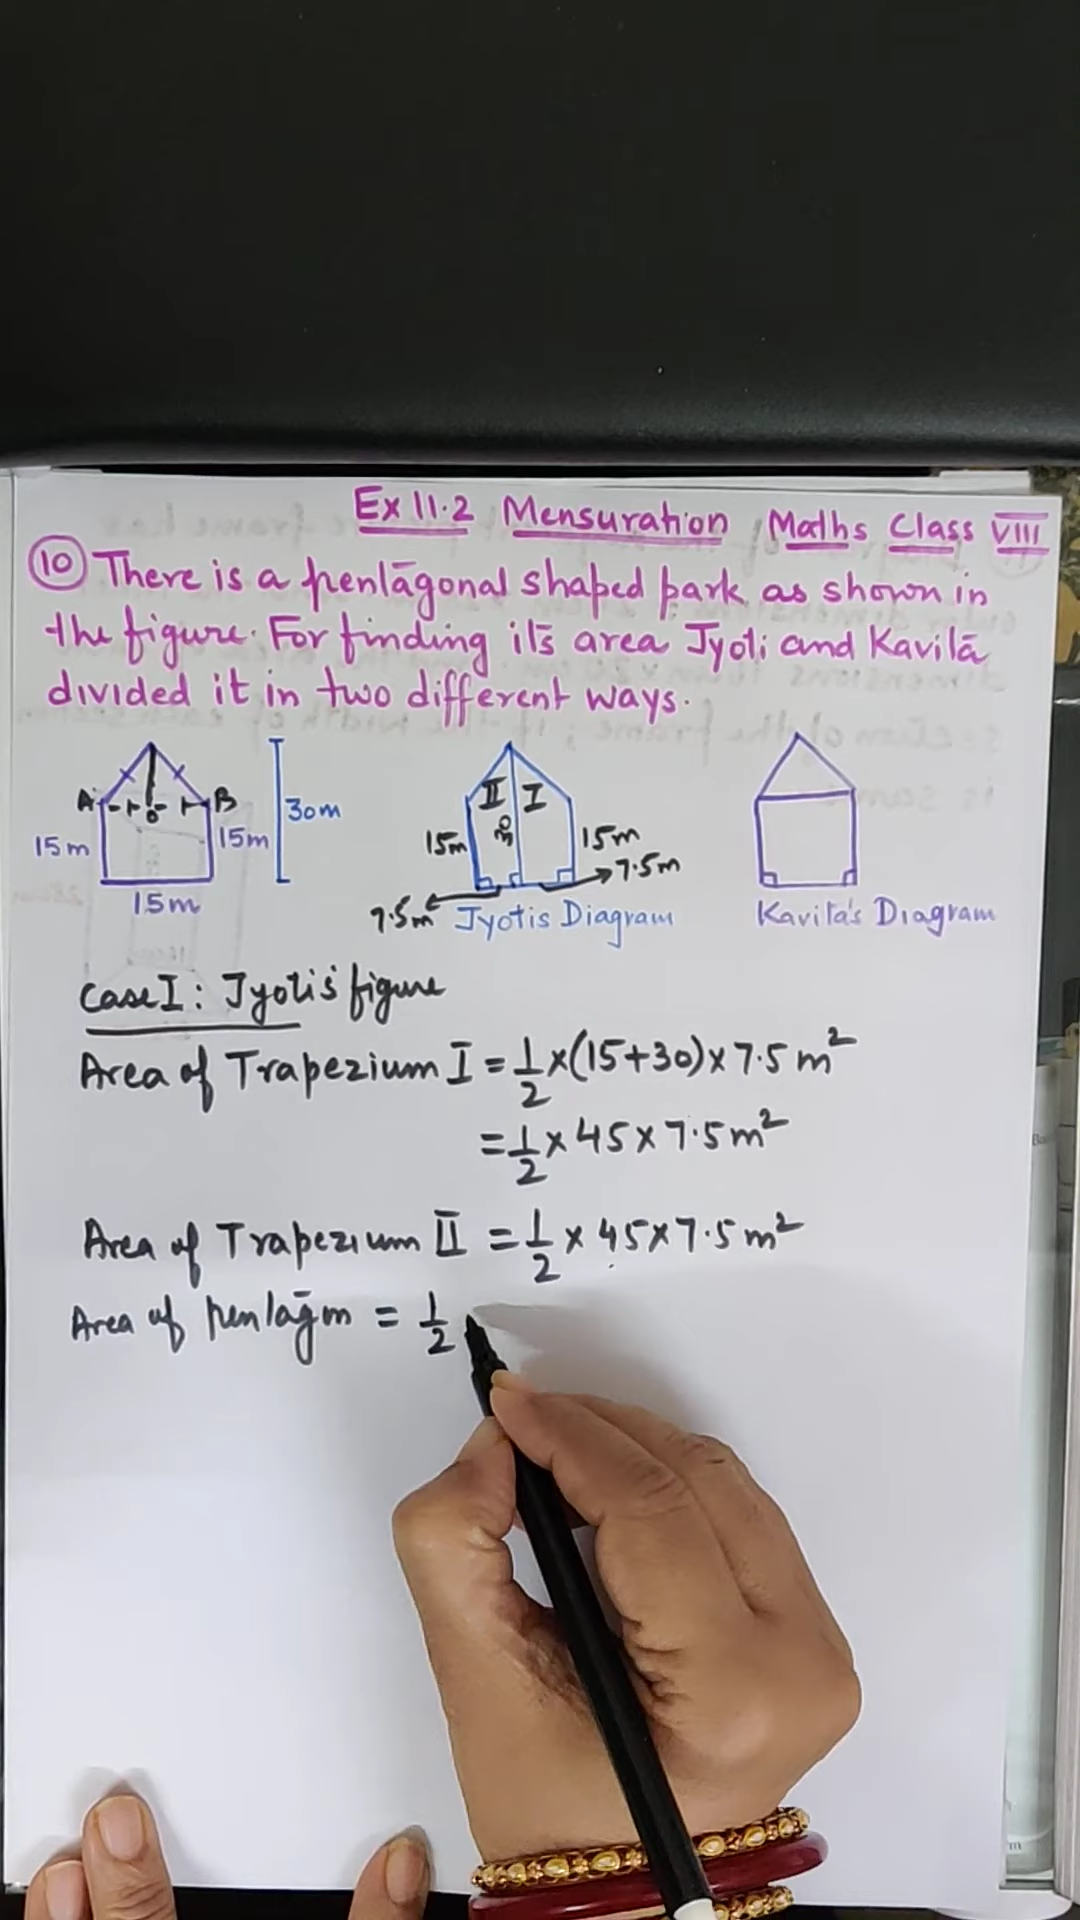 Ex 11.2 Mensuration Maths Class VIII
10 There is a pentagonal shaped park as shown in
the figure. For finding its area Jyoti and Kavita
divided it in two different ways.
A O B
15m 15m 30m
15m
II I
15m 30 15m
7.5m 7.5m
Jyotis Diagram
Kavita's Diagram
Case I : Jyoti's figure
Area of Trapezium I = 1/2 × (15+30) × 7.5 m²
= 1/2 × 45 × 7.5 m²
Area of Trapezium II = 1/2 × 45 × 7.5 m²
Area of pentagon = 1/2